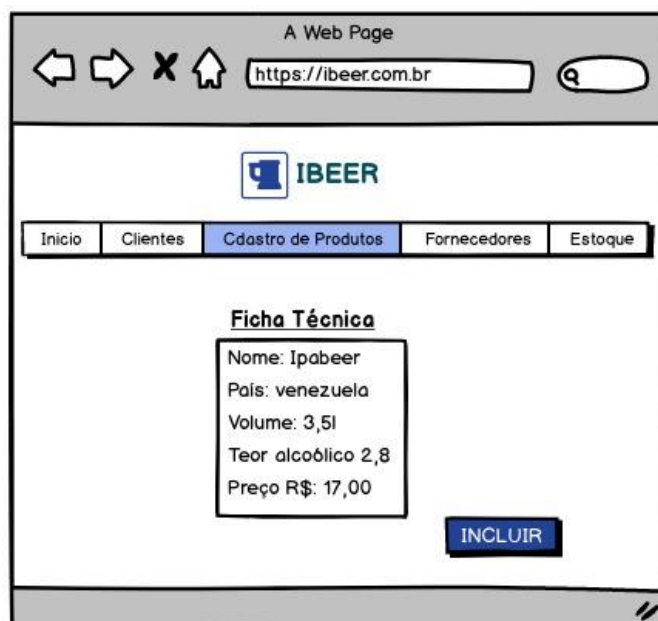 A Web Page
https://ibeer.com.br
IBEER
Inicio Clientes Cdastro de Produtos Fornecedores Estoque
Ficha Técnica
Nome: Ipabeer
País: venezuela
Volume: 3,5l
Teor alcoólico 2,8
Preço R$: 17,00
INCLUIR